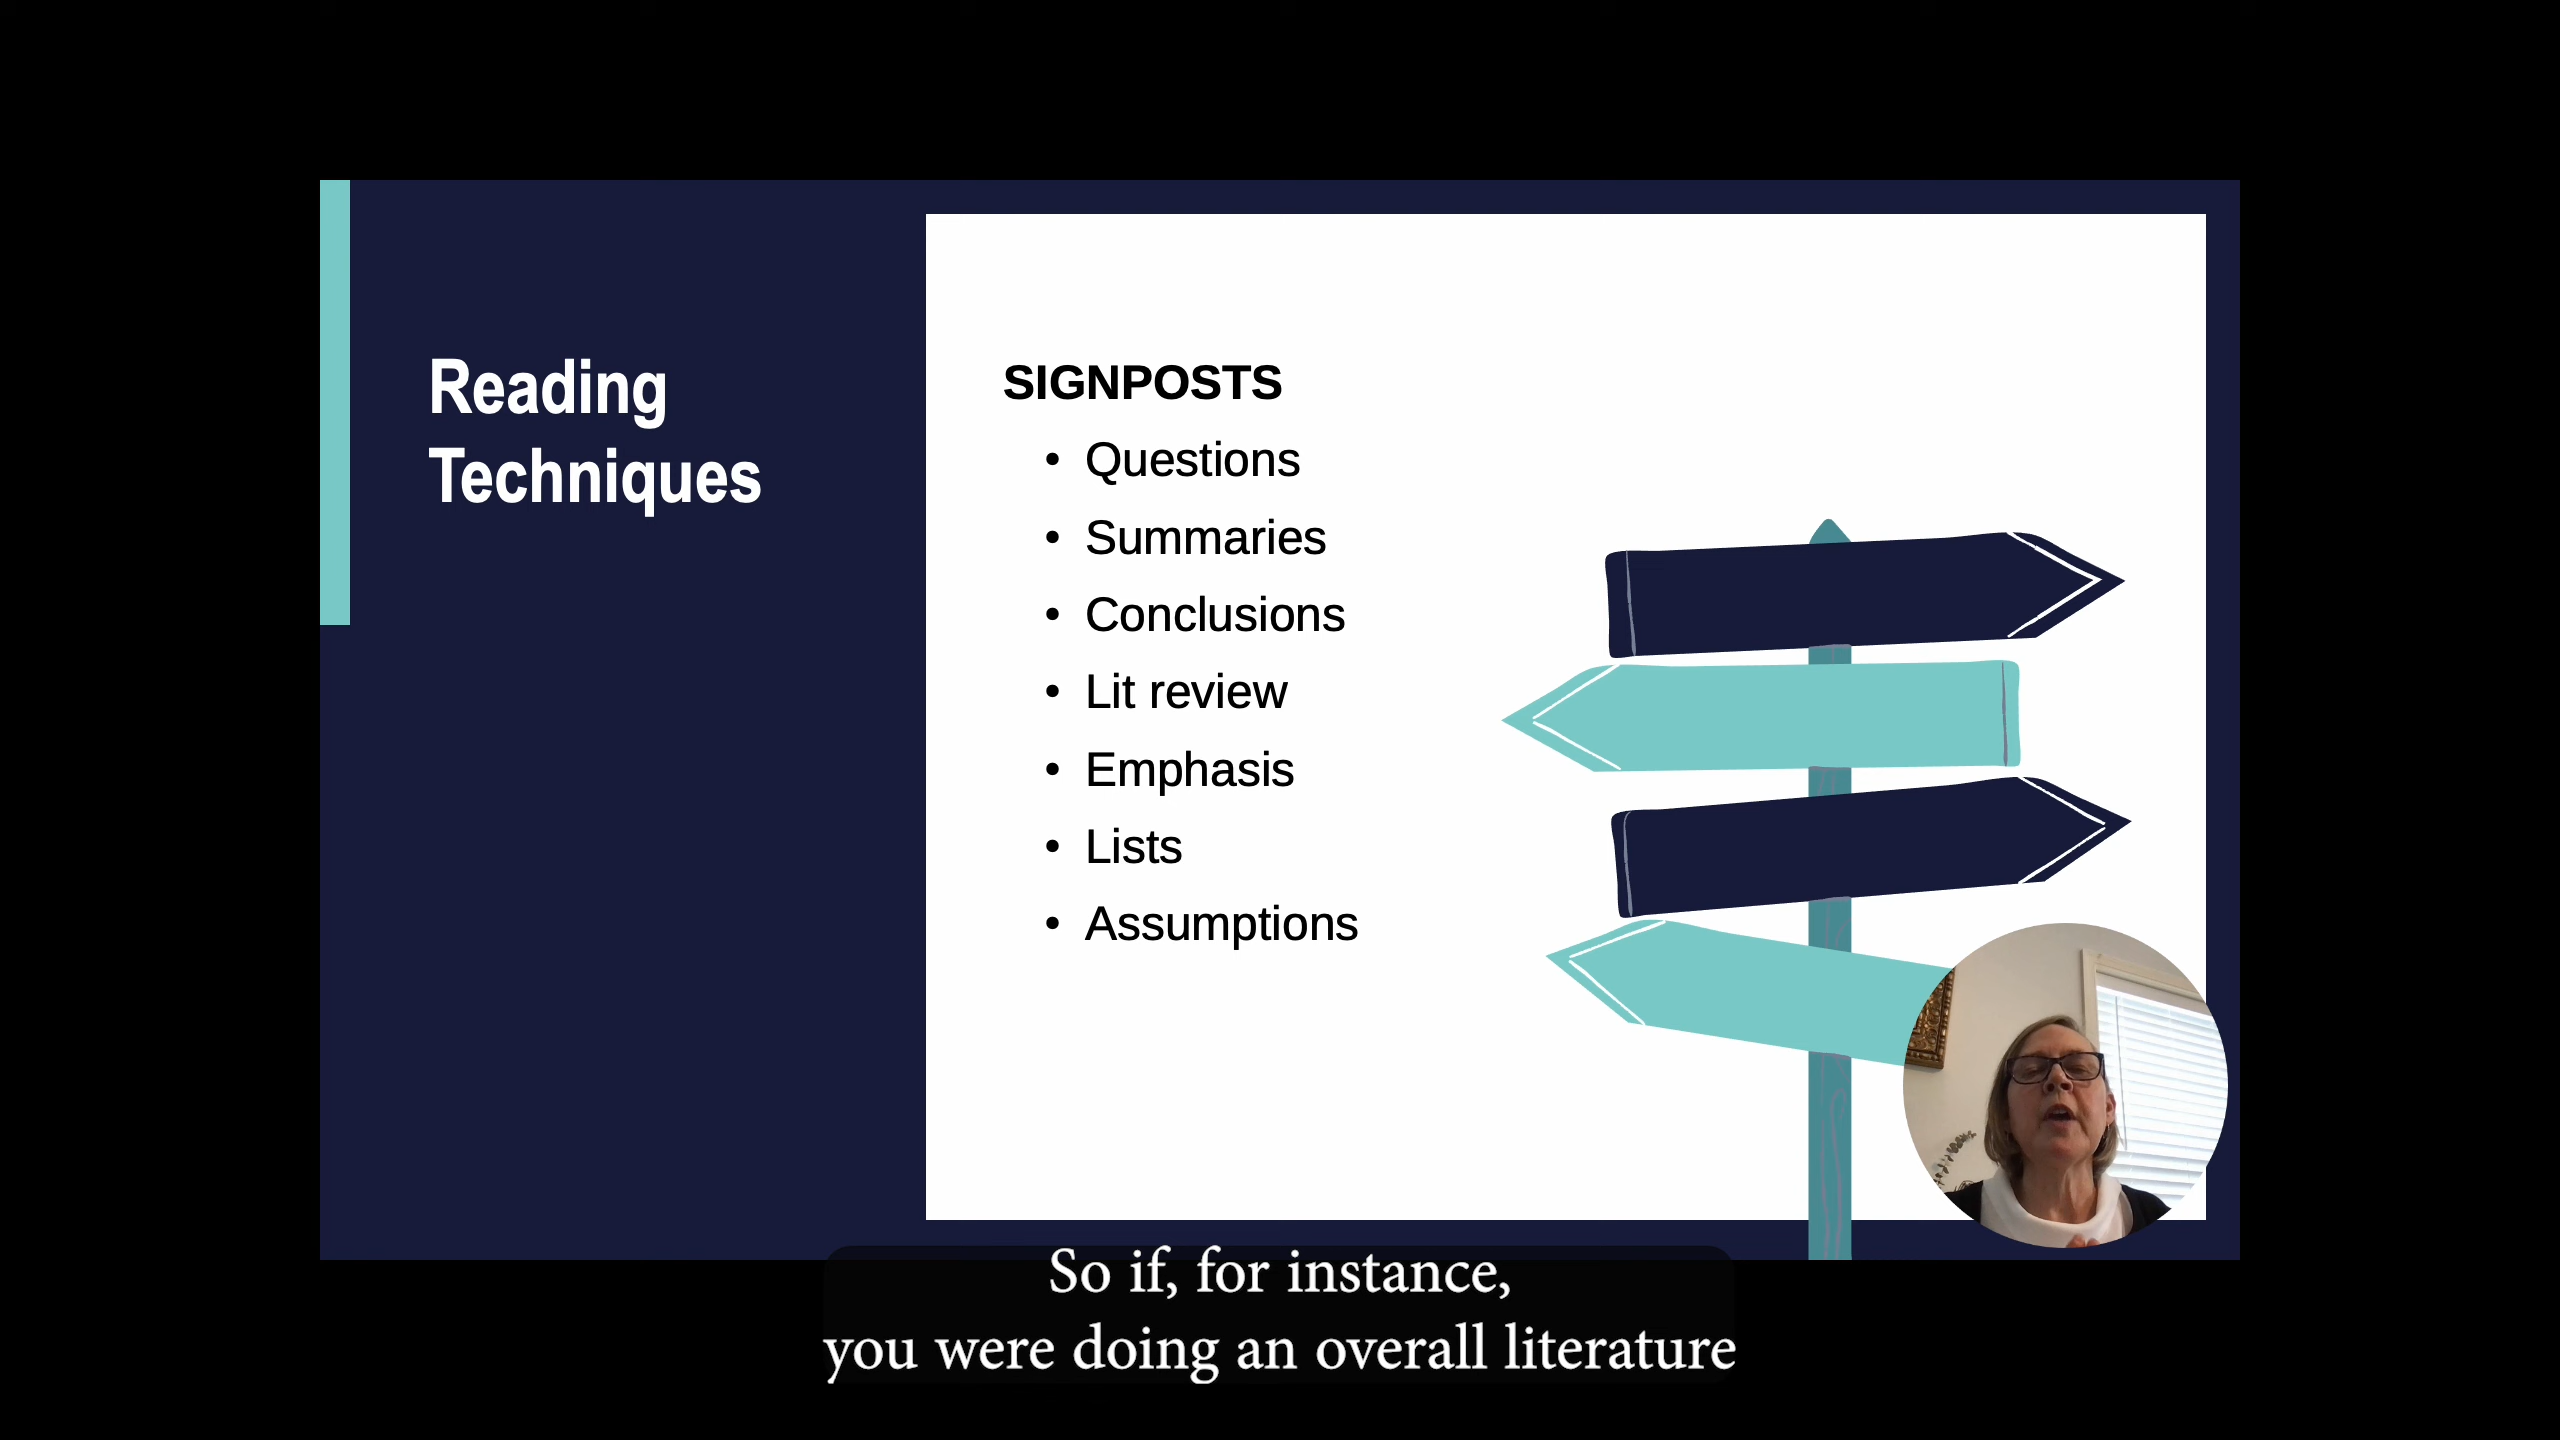 Reading
Techniques
SIGNPOSTS
• Questions
• Summaries
• Conclusions
• Lit review
• Emphasis
• Lists
• Assumptions
So if, for instance,
you were doing an overall literature